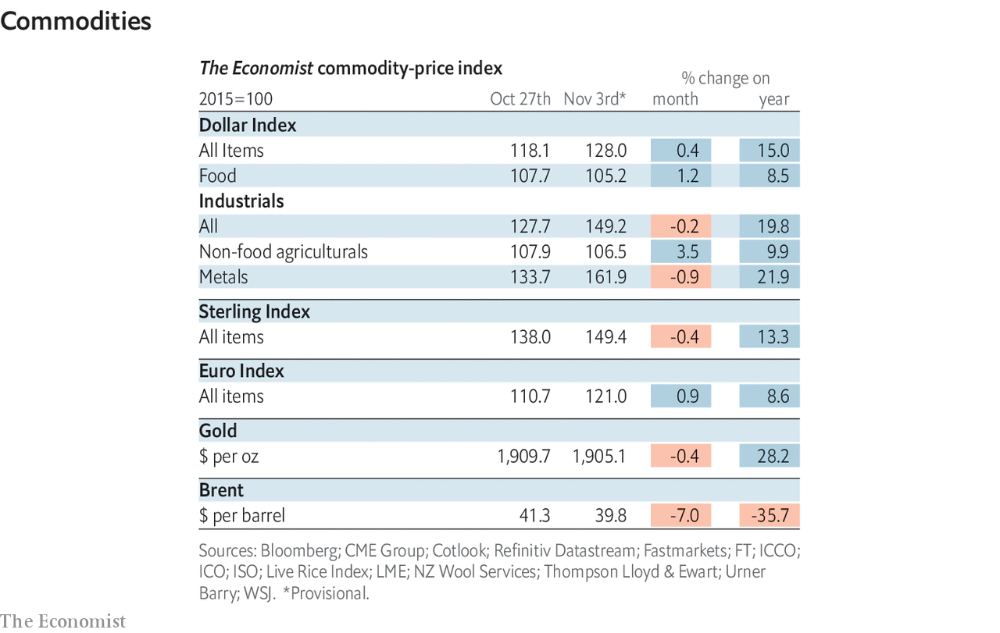 Commodities
The Economist commodity-price index
% change on
2015=100 Oct 27th Nov 3rd* month year
Dollar Index
All Items 118.1 128.0 0.4 15.0
Food 107.7 105.2 1.2 8.5
Industrials
All 127.7 149.2 -0.2 19.8
Non-food agriculturals 107.9 106.5 3.5 9.9
Metals 133.7 161.9 -0.9 21.9
Sterling Index
All items 138.0 149.4 -0.4 13.3
Euro Index
All items 110.7 121.0 0.9 8.6
Gold
$ per oz 1,909.7 1,905.1 -0.4 28.2
Brent
$ per barrel 41.3 39.8 -7.0 -35.7
Sources: Bloomberg; CME Group; Cotlook; Refinitiv Datastream; Fastmarkets; FT; ICCO;
ICO; ISO; Live Rice Index; LME; NZ Wool Services; Thompson Lloyd & Ewart; Urner
Barry; WSJ. *Provisional.
The Economist